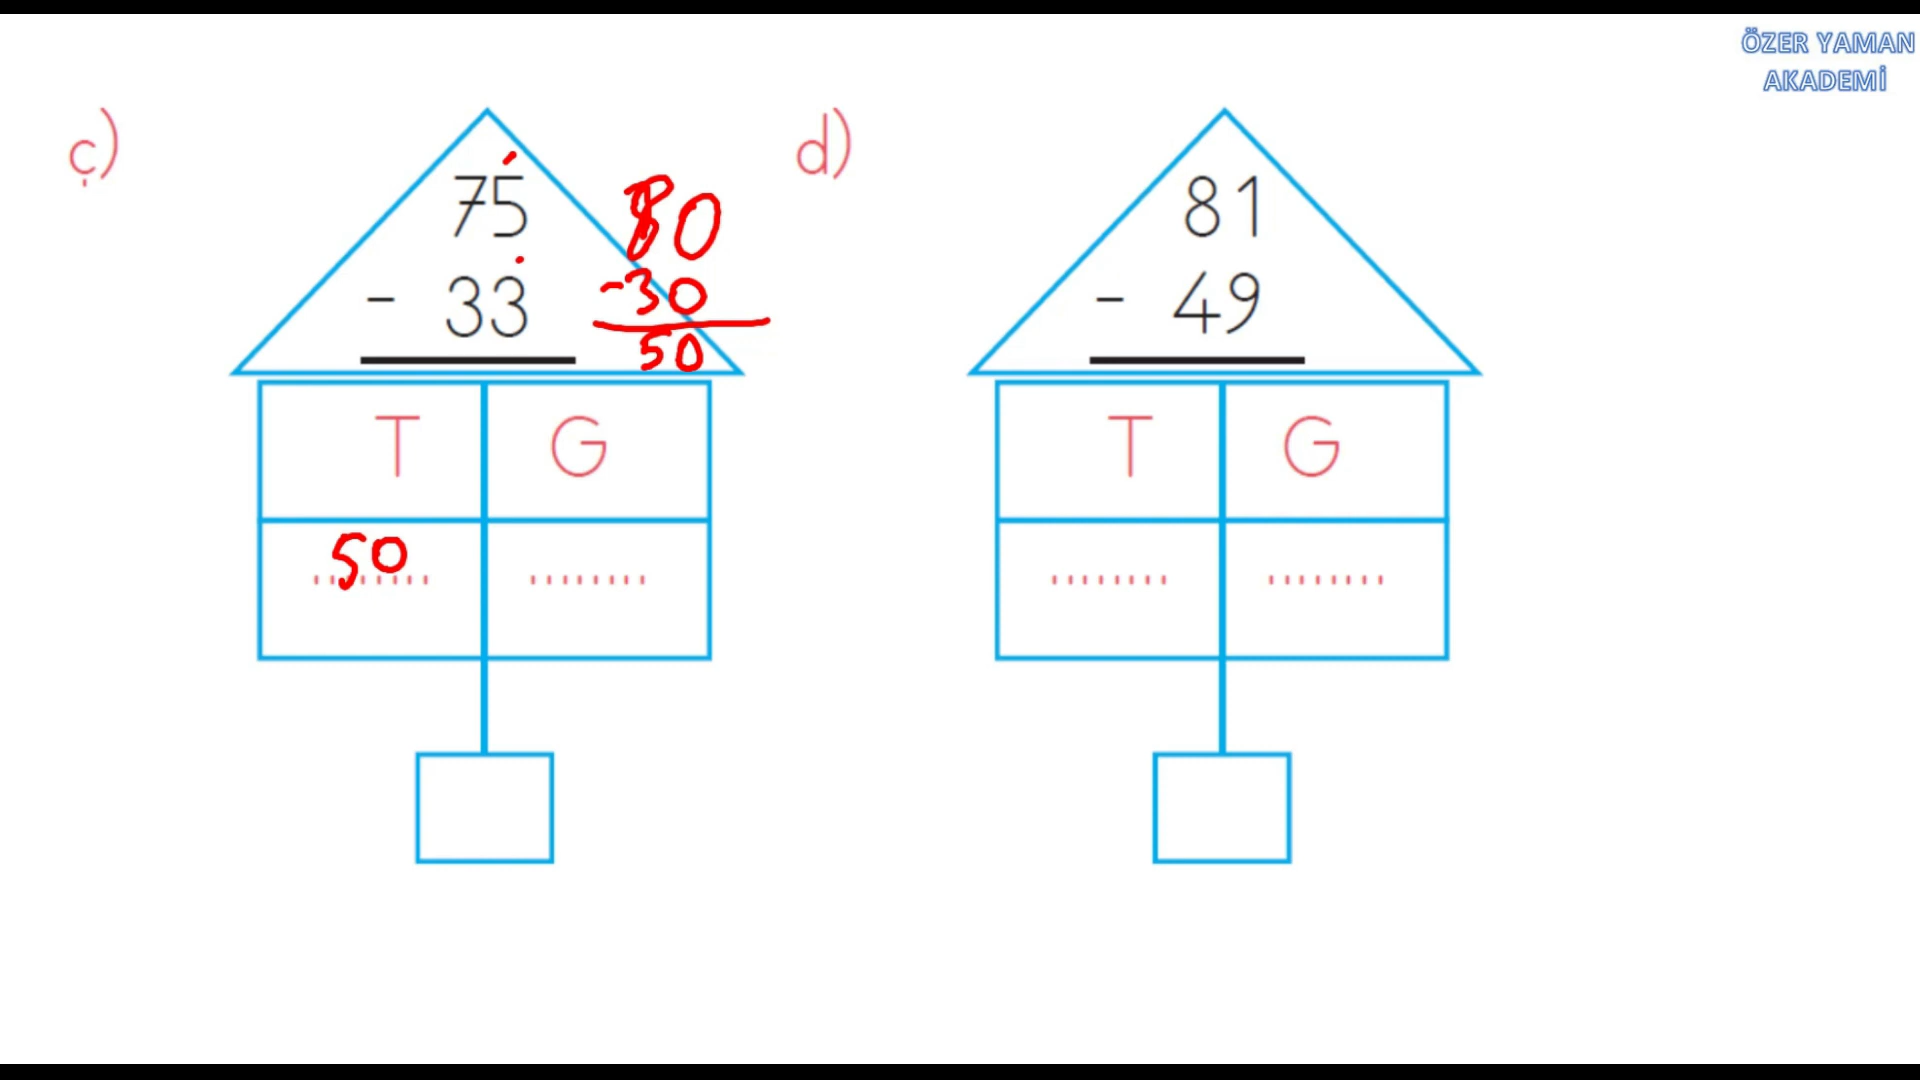 ÖZER YAMAN
AKADEMİ
ç)
75
- 33
80
-30
50
T G
50 ........
d)
81
- 49
T G
........ ........